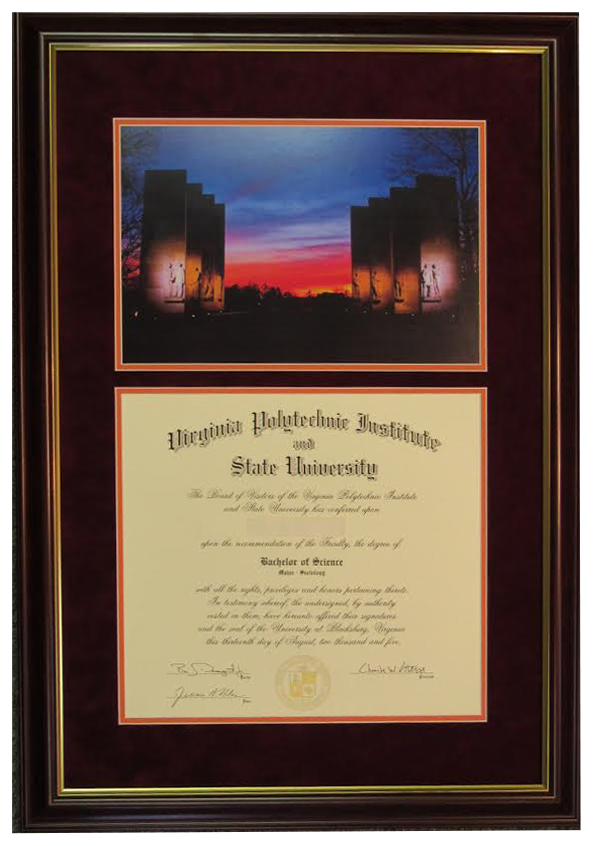 Virginia Polytechnic Institute
and
State University
The Board of Visitors of the Virginia Polytechnic Institute
and State University has conferred upon
upon the recommendation of the Faculty, the degree of
Bachelor of Science
Major - Sociology
with all the rights, privileges and honors pertaining thereto.
In testimony whereof, the undersigned, by authority
vested in them, have hereunto affixed their signatures
and the seal of the University at Blacksburg, Virginia
this thirteenth day of August, two thousand and five.
Charles W.